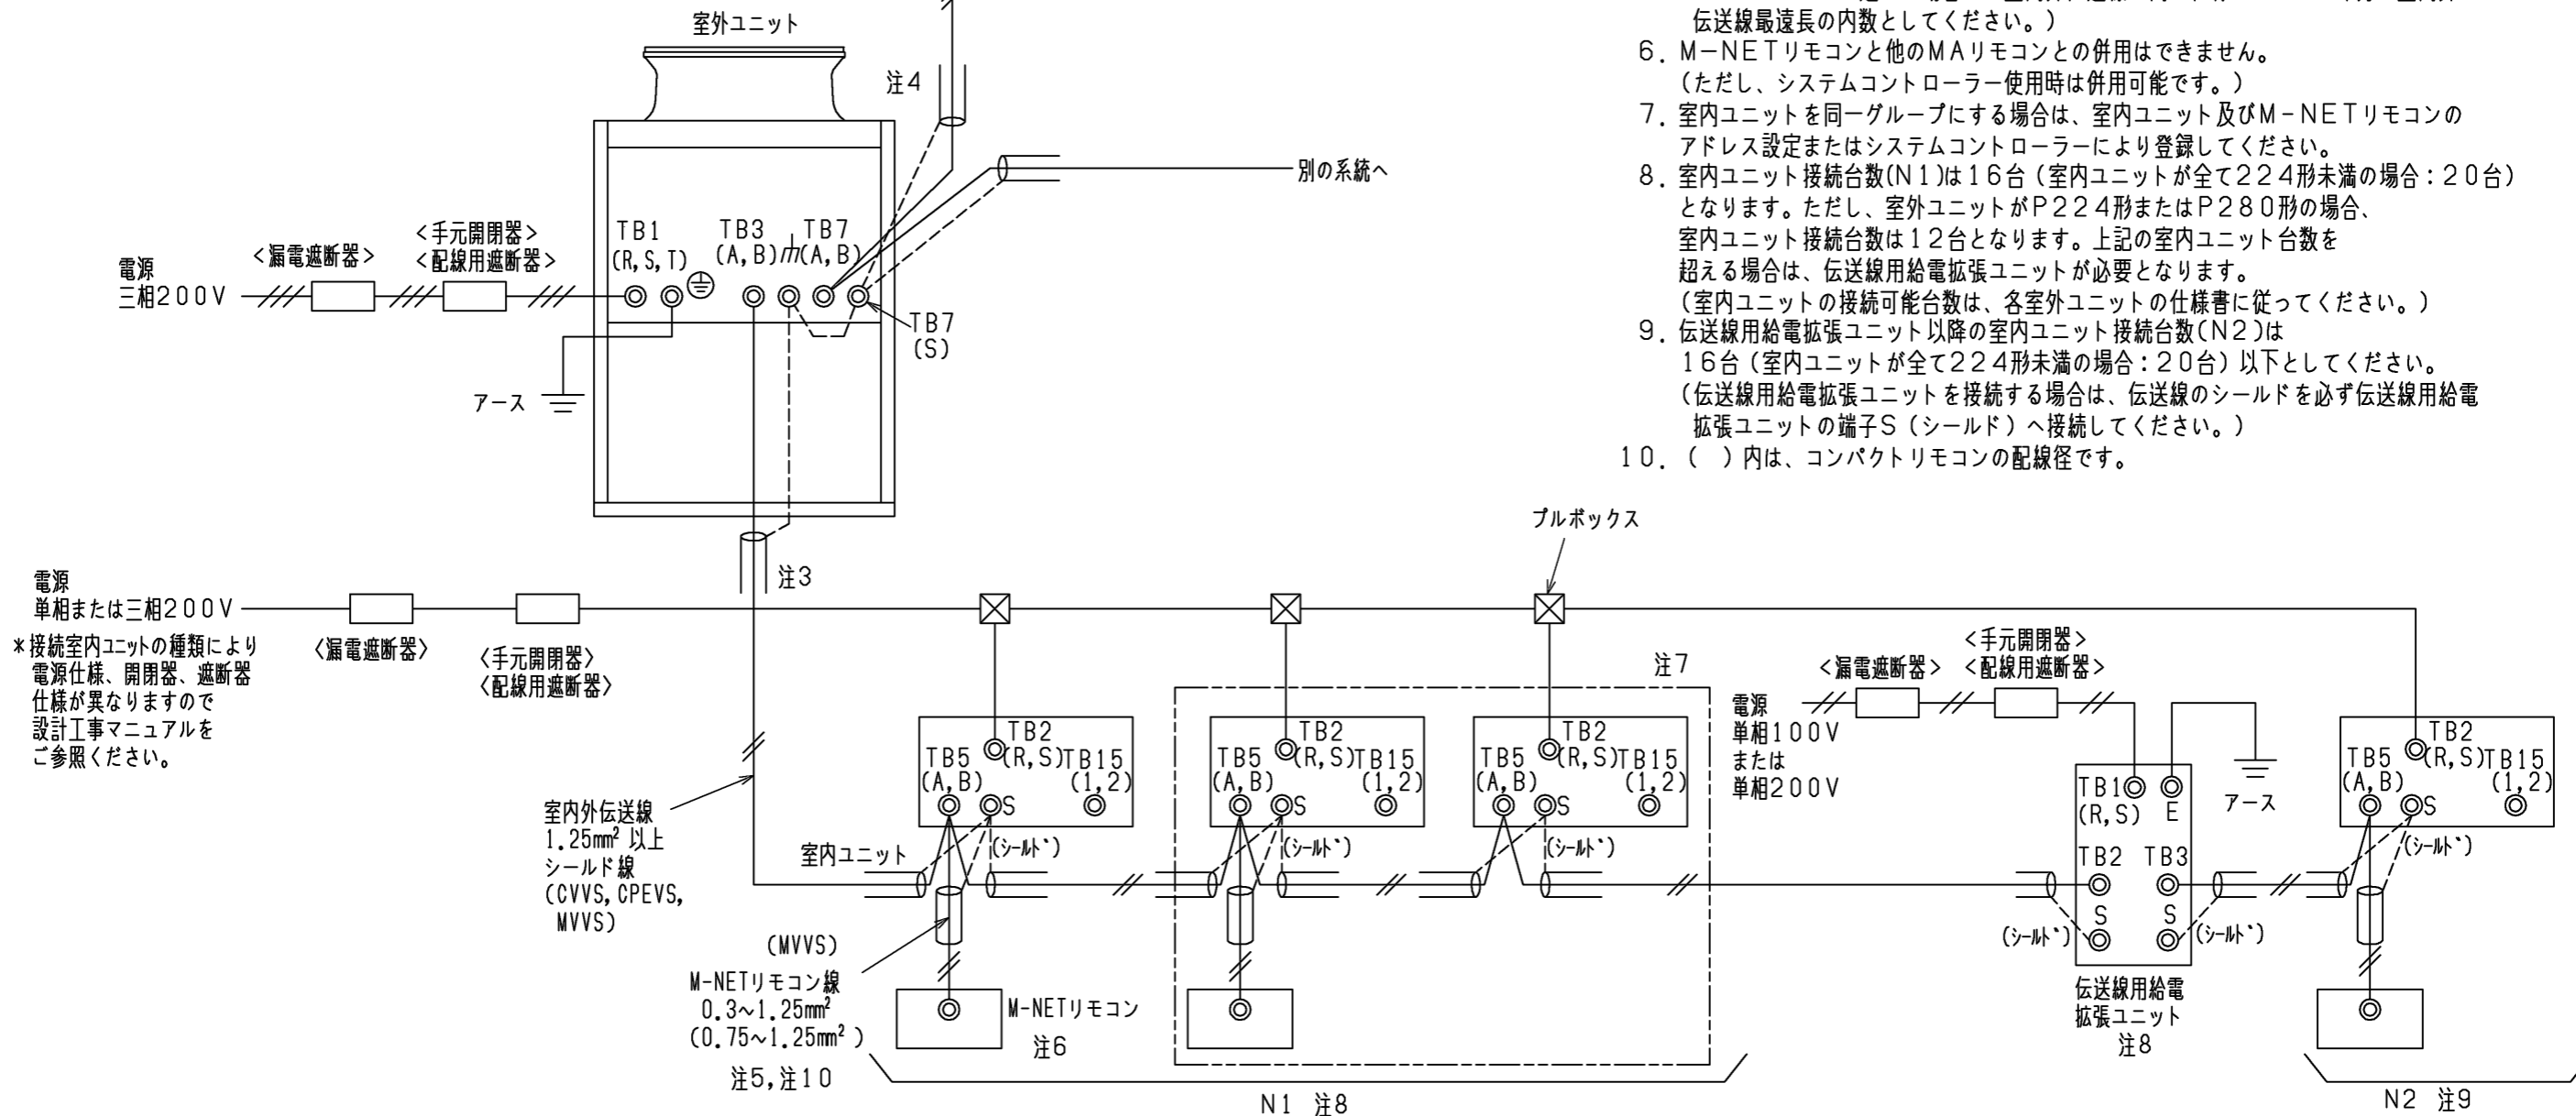 伝送線最遠長の内数としてください。)
6. M-NETリモコンと他のMAリモコンとの併用はできません。
(ただし、システムコントローラー使用時は併用可能です。)
7. 室内ユニットを同一グループにする場合は、室内ユニット及びM-NETリモコンの
アドレス設定またはシステムコントローラーにより登録してください。
8. 室内ユニット接続台数(N1)は16台(室内ユニットが全て224形未満の場合:20台)
となります。ただし、室外ユニットがP224形またはP280形の場合、
室内ユニット接続台数は12台となります。上記の室内ユニット台数を
超える場合は、伝送線用給電拡張ユニットが必要となります。
(室内ユニットの接続可能台数は、各室外ユニットの仕様書に従ってください。)
9. 伝送線用給電拡張ユニット以降の室内ユニット接続台数(N2)は
16台(室内ユニットが全て224形未満の場合:20台)以下としてください。
(伝送線用給電拡張ユニットを接続する場合は、伝送線のシールドを必ず伝送線用給電
拡張ユニットの端子S(シールド)へ接続してください。)
10. ( )内は、コンパクトリモコンの配線径です。
室外ユニット
注4
別の系統へ
TB1
(R,S,T)
TB3
(A,B)
TB7
(A,B)
TB7
(S)
<漏電遮断器>
<手元開閉器>
<配線用遮断器>
電源
三相200V
アース
注3
プルボックス
電源
単相または三相200V
*接続室内ユニットの種類により
電源仕様、開閉器、遮断器
仕様が異なりますので
設計工事マニュアルを
ご参照ください。
<漏電遮断器>
<手元開閉器>
<配線用遮断器>
室内外伝送線
1.25mm² 以上
シールド線
(CVVS,CPEVS,
MVVS)
室内ユニット
TB2
(R,S)
TB5
(A,B)
TB15
(1,2)
S
(シールド)
注7
TB2
(R,S)
TB5
(A,B)
TB15
(1,2)
S
(シールド)
TB2
(R,S)
TB5
(A,B)
TB15
(1,2)
S
(シールド)
(MVVS)
M-NETリモコン線
0.3~1.25mm²
(0.75~1.25mm² )
注5,注10
M-NETリモコン
注6
N1 注8
<漏電遮断器>
<手元開閉器>
<配線用遮断器>
電源
単相100V
または
単相200V
TB1
(R,S)
E
アース
TB2
TB3
S
S
(シールド)
(シールド)
伝送線用給電
拡張ユニット
注8
TB2
(R,S)
TB5
(A,B)
TB15
(1,2)
S
(シールド)
N2 注9